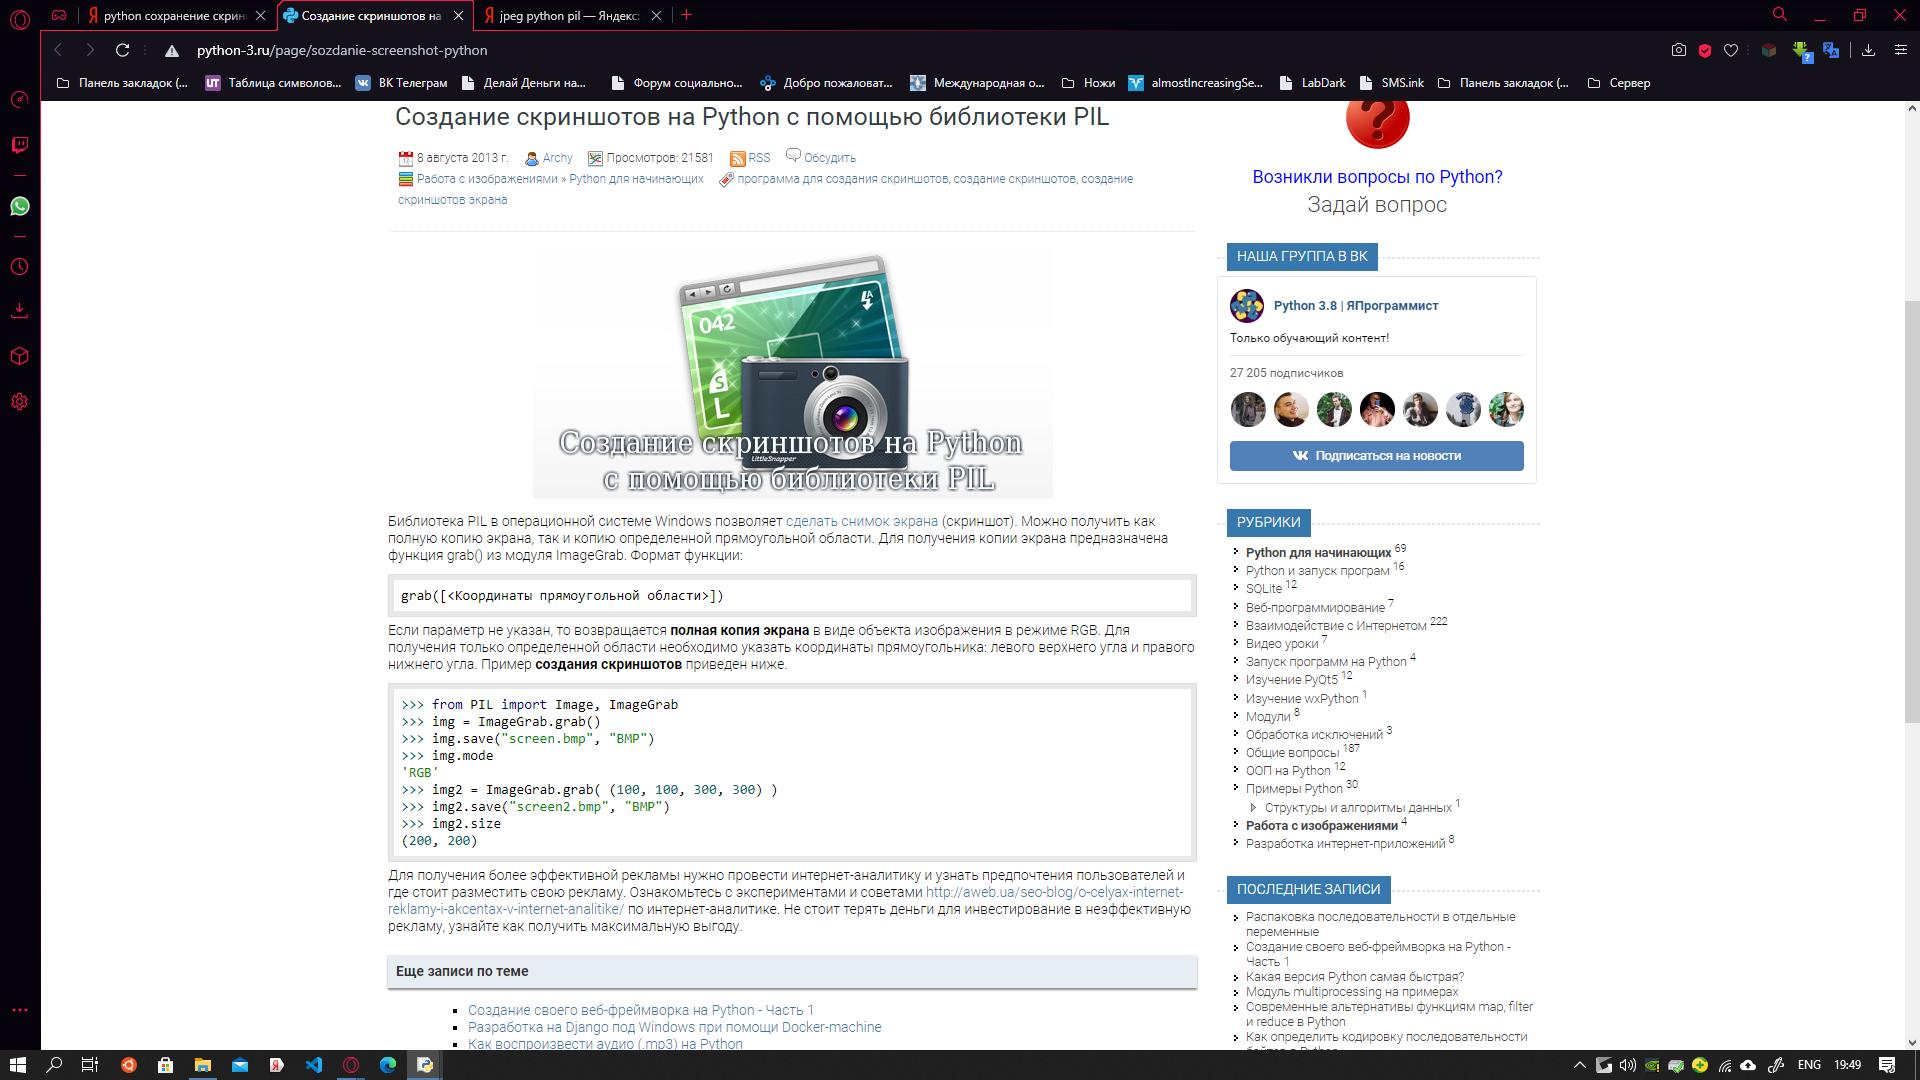 python сохранение скрин
Создание скриншотов на
jpeg python pil — Яндекс:
python-3.ru/page/sozdanie-screenshot-python
Панель закладок (...
Таблица символов...
ВК Телеграм
Делай Деньги на...
Форум социально...
Добро пожаловат...
Международная о...
Ножи
almostIncreasingSe...
LabDark
SMS.ink
Панель закладок (...
Сервер
Создание скриншотов на Python с помощью библиотеки PIL
8 августа 2013 г. Archy Просмотров: 21581 RSS Обсудить
Работа с изображениями » Python для начинающих программа для создания скриншотов, создание скриншотов, создание
скриншотов экрана
042
S
L
LittleSnapper
Создание скриншотов на Python
с помощью библиотеки PIL
Библиотека PIL в операционной системе Windows позволяет сделать снимок экрана (скриншот). Можно получить как
полную копию экрана, так и копию определенной прямоугольной области. Для получения копии экрана предназначена
функция grab() из модуля ImageGrab. Формат функции:
grab([<Координаты прямоугольной области>])
Если параметр не указан, то возвращается полная копия экрана в виде объекта изображения в режиме RGB. Для
получения только определенной области необходимо указать координаты прямоугольника: левого верхнего угла и правого
нижнего угла. Пример создания скриншотов приведен ниже.
>>> from PIL import Image, ImageGrab
>>> img = ImageGrab.grab()
>>> img.save("screen.bmp", "BMP")
>>> img.mode
'RGB'
>>> img2 = ImageGrab.grab( (100, 100, 300, 300) )
>>> img2.save("screen2.bmp", "BMP")
>>> img2.size
(200, 200)
Для получения более эффективной рекламы нужно провести интернет-аналитику и узнать предпочтения пользователей и
где стоит разместить свою рекламу. Ознакомьтесь с экспериментами и советами http://aweb.ua/seo-blog/o-celyax-internet-
reklamy-i-akcentax-v-internet-analitike/ по интернет-аналитике. Не стоит терять деньги для инвестирование в неэффективную
рекламу, узнайте как получить максимальную выгоду.
Еще записи по теме
Создание своего веб-фреймворка на Python - Часть 1
Разработка на Django под Windows при помощи Docker-machine
Как воспроизвести аудио (.mp3) на Python
?
Возникли вопросы по Python?
Задай вопрос
НАША ГРУППА В ВК
Python 3.8 | ЯПрограммист
Только обучающий контент!
27 205 подписчиков
Подписаться на новости
РУБРИКИ
Python для начинающих 69
Python и запуск програм 16
SQLite 12
Веб-программирование 7
Взаимодействие с Интернетом 222
Видео уроки 7
Запуск программ на Python 4
Изучение PyQt5 12
Изучение wxPython 1
Модули 8
Обработка исключений 3
Общие вопросы 187
ООП на Python 12
Примеры Python 30
Структуры и алгоритмы данных 1
Работа с изображениями 4
Разработка интернет-приложений 8
ПОСЛЕДНИЕ ЗАПИСИ
Распаковка последовательности в отдельные
переменные
Создание своего веб-фреймворка на Python -
Часть 1
Какая версия Python самая быстрая?
Модуль multiprocessing на примерах
Современные альтернативы функциям map, filter
и reduce в Python
Как определить кодировку последовательности
ENG
19:49